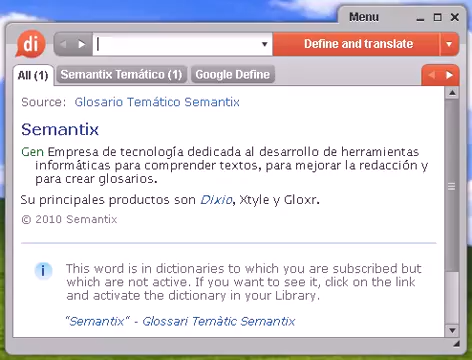 Menu
di
Define and translate
All (1) Semantix Temático (1) Google Define
Source: Glosario Temático Semantix
Semantix
Gen Empresa de tecnología dedicada al desarrollo de herramientas
informáticas para comprender textos, para mejorar la redacción y
para crear glosarios.
Su principales productos son Dixio, Xtyle y Gloxr.
© 2010 Semantix
i
This word is in dictionaries to which you are subscribed but
which are not active. If you want to see it, click on the link
and activate the dictionary in your Library.
"Semantix" - Glossari Temàtic Semantix